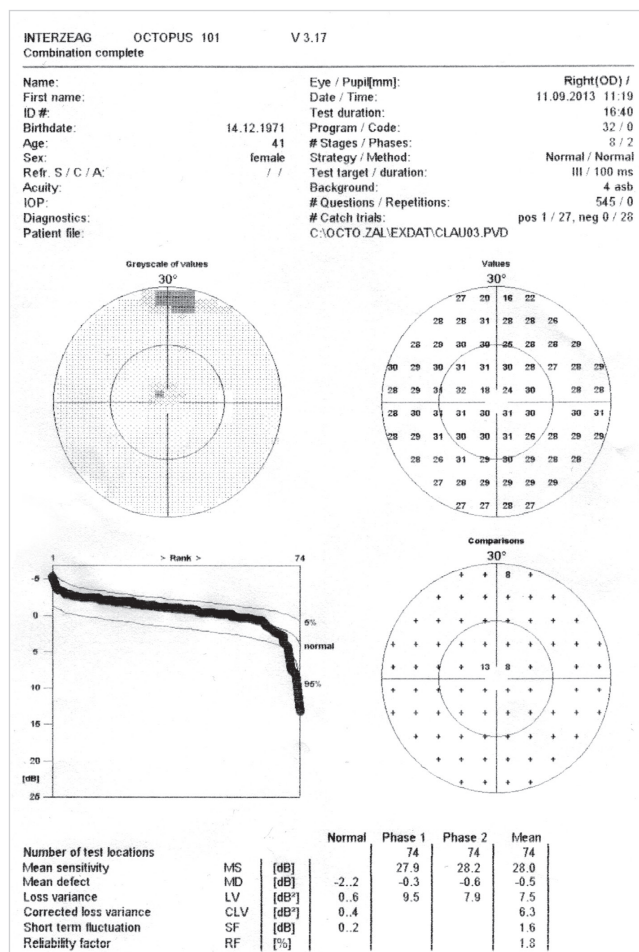 INTERZEAG OCTOPUS 101 V 3.17
Combination complete
Name:
First name:
ID #:
Birthdate: 14.12.1971
Age: 41
Sex: female
Refr. S / C / A: / /
Acuity:
IOP:
Diagnostics:
Patient file:
Eye / Pupil[mm]: Right(OD) /
Date / Time: 11.09.2013 11:19
Test duration: 16:40
Program / Code: 32 / 0
# Stages / Phases: 8 / 2
Strategy / Method: Normal / Normal
Test target / duration: III / 100 ms
Background: 4 asb
# Questions / Repetitions: 545 / 0
# Catch trials: pos 1 / 27, neg 0 / 28
C:\OCTO.ZAL\EXDAT\CLAU03.PVD
Greyscale of values
30°
Values
30°
27 20 16 22
28 28 31 28 28 26
28 29 30 30 25 28 28 29
30 29 30 31 31 30 28 27 28 29
28 29 31 32 18 24 30 28 28
28 30 31 31 30 31 30 30 31
28 29 31 30 30 31 26 28 29 29
28 26 31 29 30 29 28 28
27 28 29 29 29 29
27 27 28 27
1 > Rank > 74
-5
0
5
10
15
20
[dB]
25
5%
normal
95%
Comparisons
30°
+ + 8 +
+ + + + + +
+ + + + + + + +
+ + + + + + + + + +
+ + + + 13 8 + + +
+ + + + + + + + +
+ + + + + + + + + +
+ + + + + + + +
+ + + + + +
+ + + +
Normal Phase 1 Phase 2 Mean
Number of test locations 74 74 74
Mean sensitivity MS [dB] 27.9 28.2 28.0
Mean defect MD [dB] -2..2 -0.3 -0.6 -0.5
Loss variance LV [dB²] 0..6 9.5 7.9 7.5
Corrected loss variance CLV [dB²] 0..4 6.3
Short term fluctuation SF [dB] 0..2 1.6
Reliability factor RF [%] 1.8